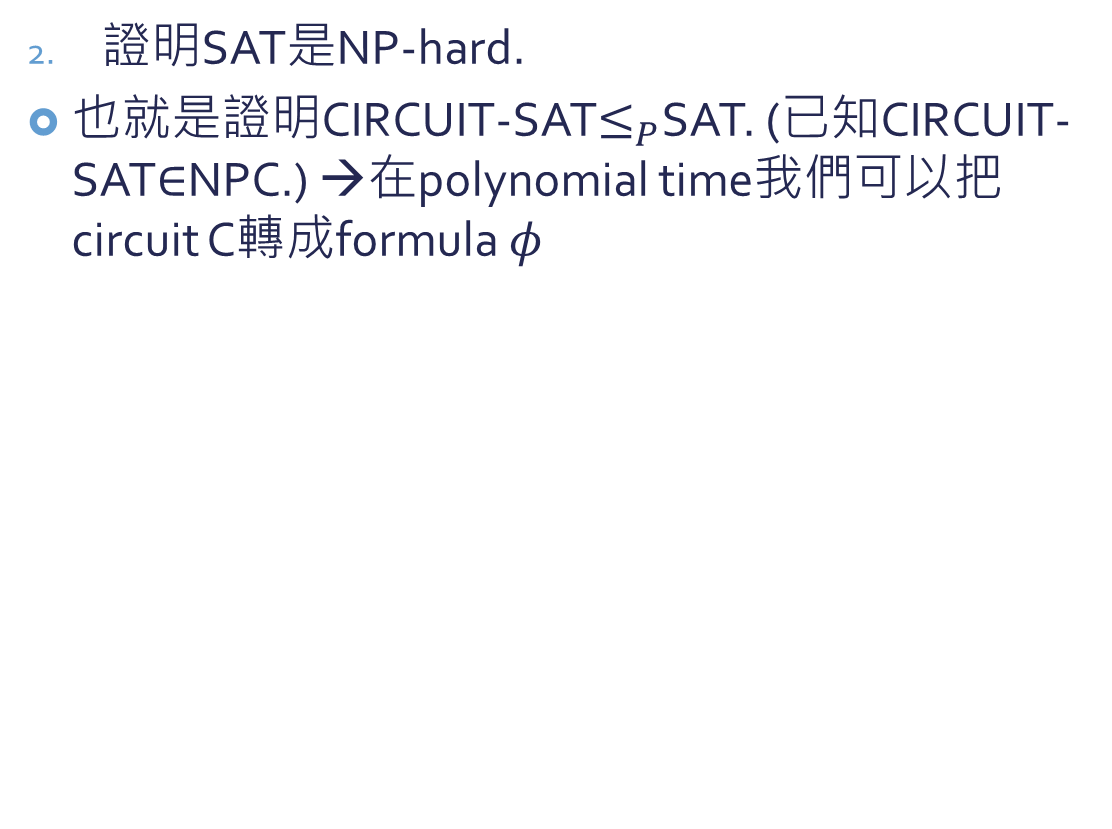 2. 證明SAT是NP-hard.
也就是證明CIRCUIT-SAT≤ₚSAT. (已知CIRCUIT-
SAT∈NPC.) →在polynomial time我們可以把
circuit C轉成formula ϕ